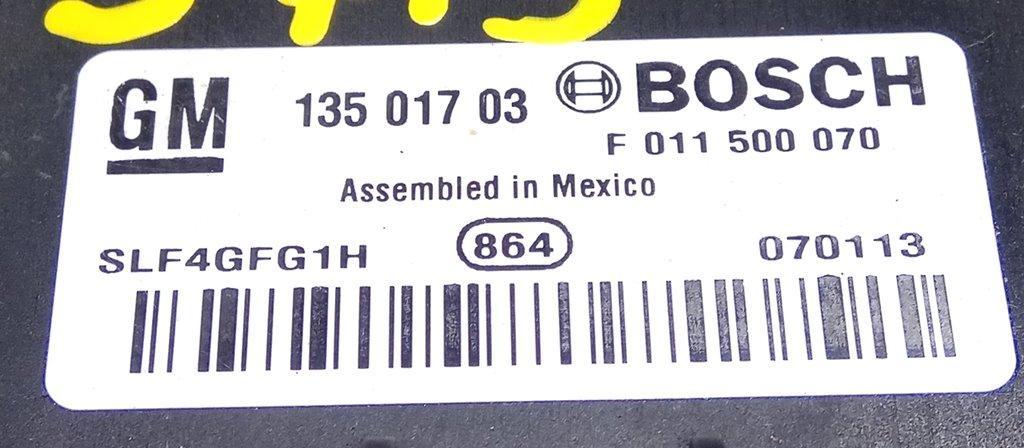 GM 135 017 03 BOSCH
F 011 500 070
Assembled in Mexico
SLF4GFG1H 864 070113